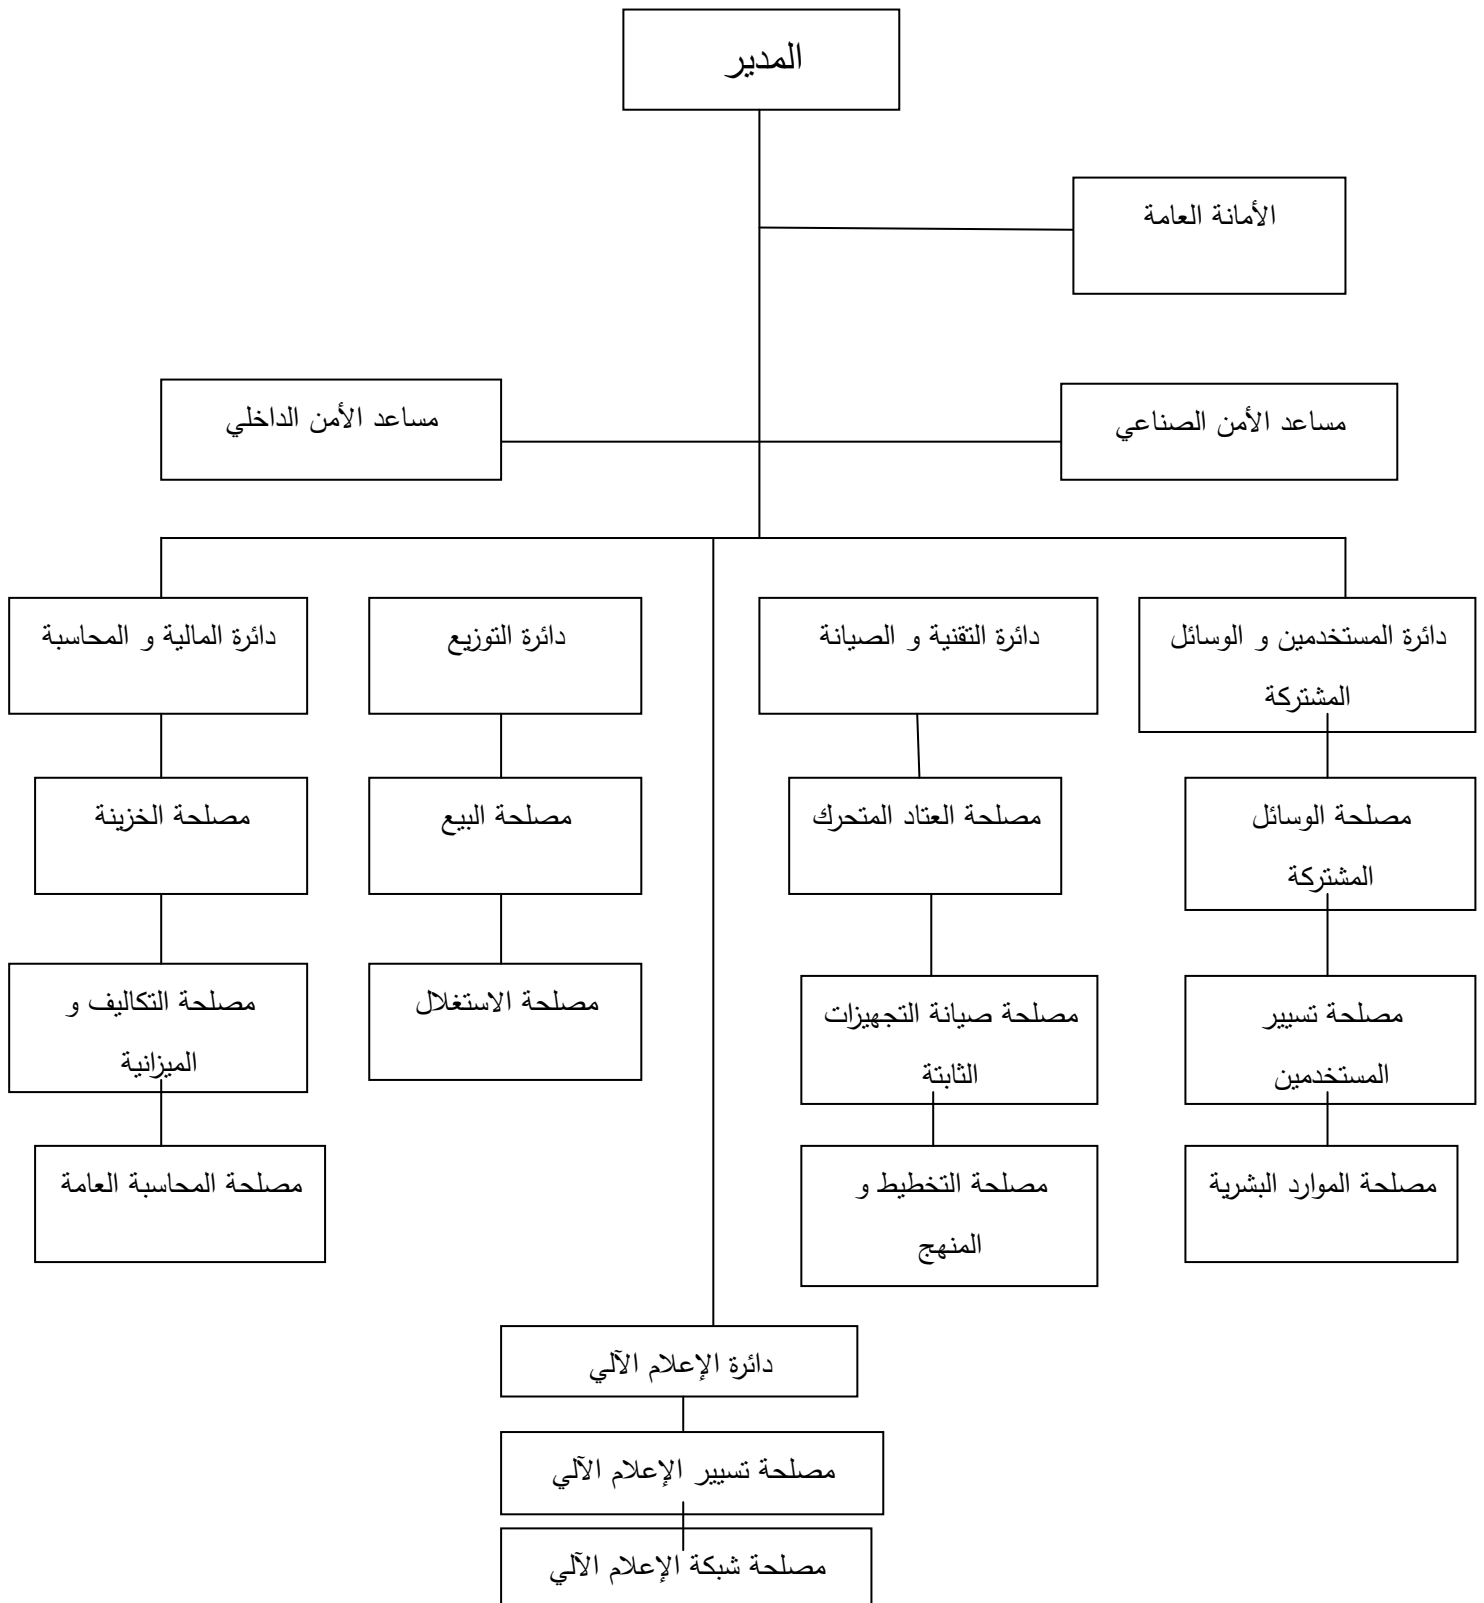 المدير
الأمانة العامة
مساعد الأمن الصناعي
مساعد الأمن الداخلي
دائرة المستخدمين و الوسائل
المشتركة
دائرة التقنية و الصيانة
دائرة التوزيع
دائرة المالية و المحاسبة
مصلحة الوسائل
المشتركة
مصلحة العتاد المتحرك
مصلحة البيع
مصلحة الخزينة
مصلحة تسيير
المستخدمين
مصلحة صيانة التجهيزات
الثابتة
مصلحة الاستغلال
مصلحة التكاليف و
الميزانية
مصلحة الموارد البشرية
مصلحة التخطيط و
المنهج
مصلحة المحاسبة العامة
دائرة الإعلام الآلي
مصلحة تسيير الإعلام الآلي
مصلحة شبكة الإعلام الآلي